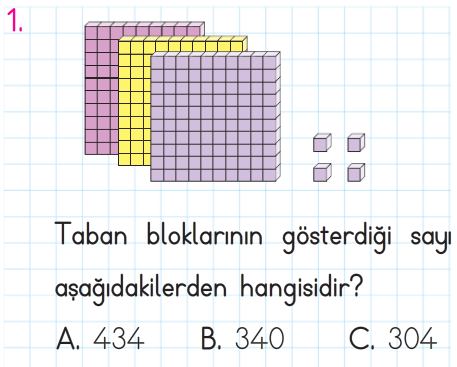 1.
Taban bloklarının gösterdiği sayı
aşağıdakilerden hangisidir?
A. 434 B. 340 C. 304